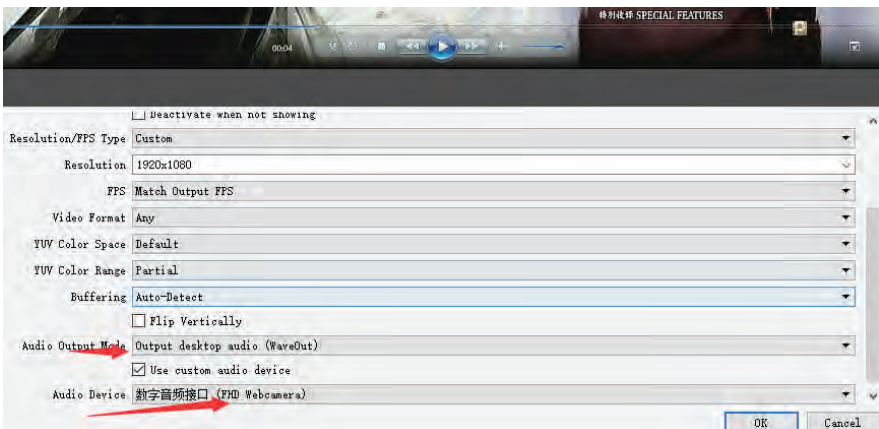 特别收录 SPECIAL FEATURES
00:04
Deactivate when not showing
Resolution/FPS Type Custom
Resolution 1920x1080
FPS Match Output FPS
Video Format Any
YUV Color Space Default
YUV Color Range Partial
Buffering Auto-Detect
Flip Vertically
Audio Output Mode Output desktop audio (WaveOut)
Use custom audio device
Audio Device 数字音频接口 (FHD Webcamera)
OK Cancel